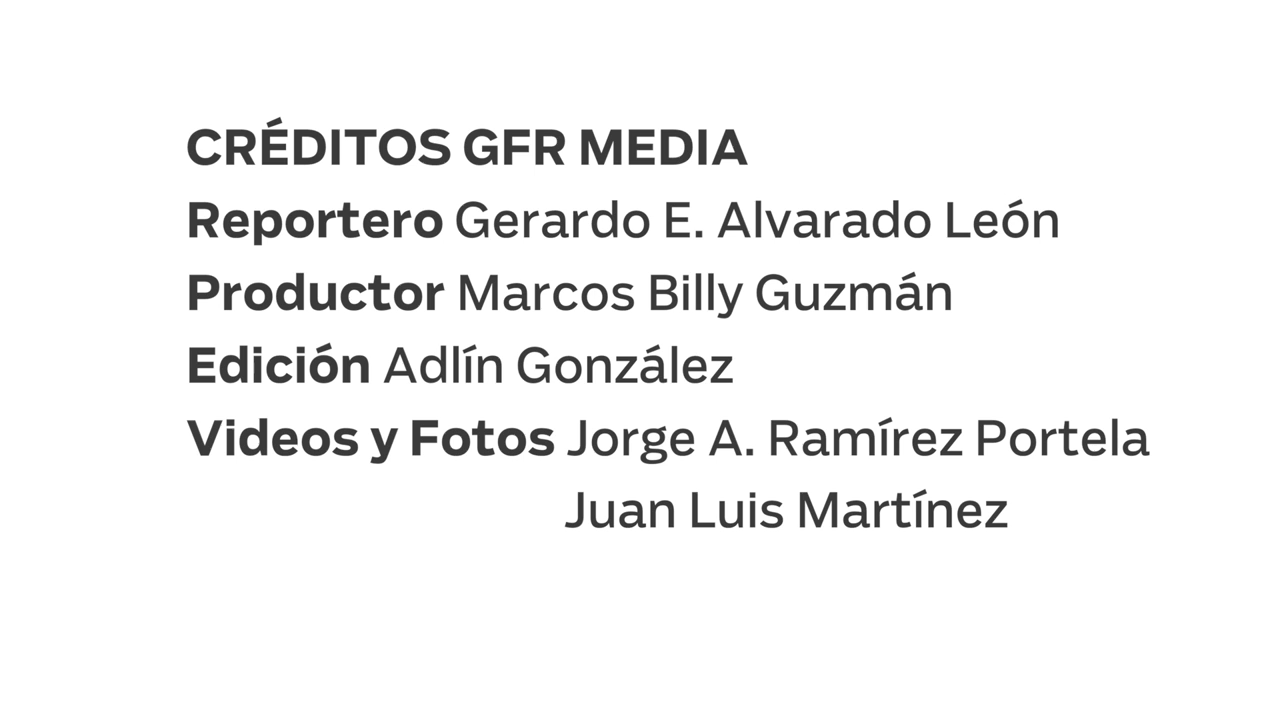 CRÉDITOS GFR MEDIA
Reportero Gerardo E. Alvarado León
Productor Marcos Billy Guzmán
Edición Adlín González
Videos y Fotos Jorge A. Ramírez Portela
Juan Luis Martínez